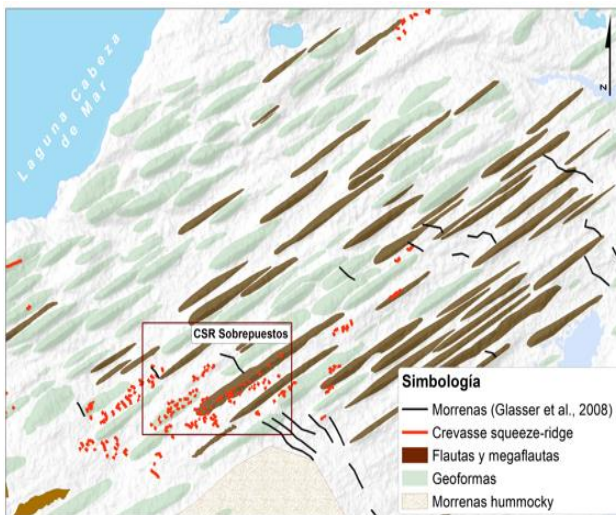 Laguna Cabeza
de Mar
N
CSR Sobrepuestos
Simbología
Morrenas (Glasser et al., 2008)
Crevasse squeeze-ridge
Flautas y megaflautas
Geoformas
Morrenas hummocky